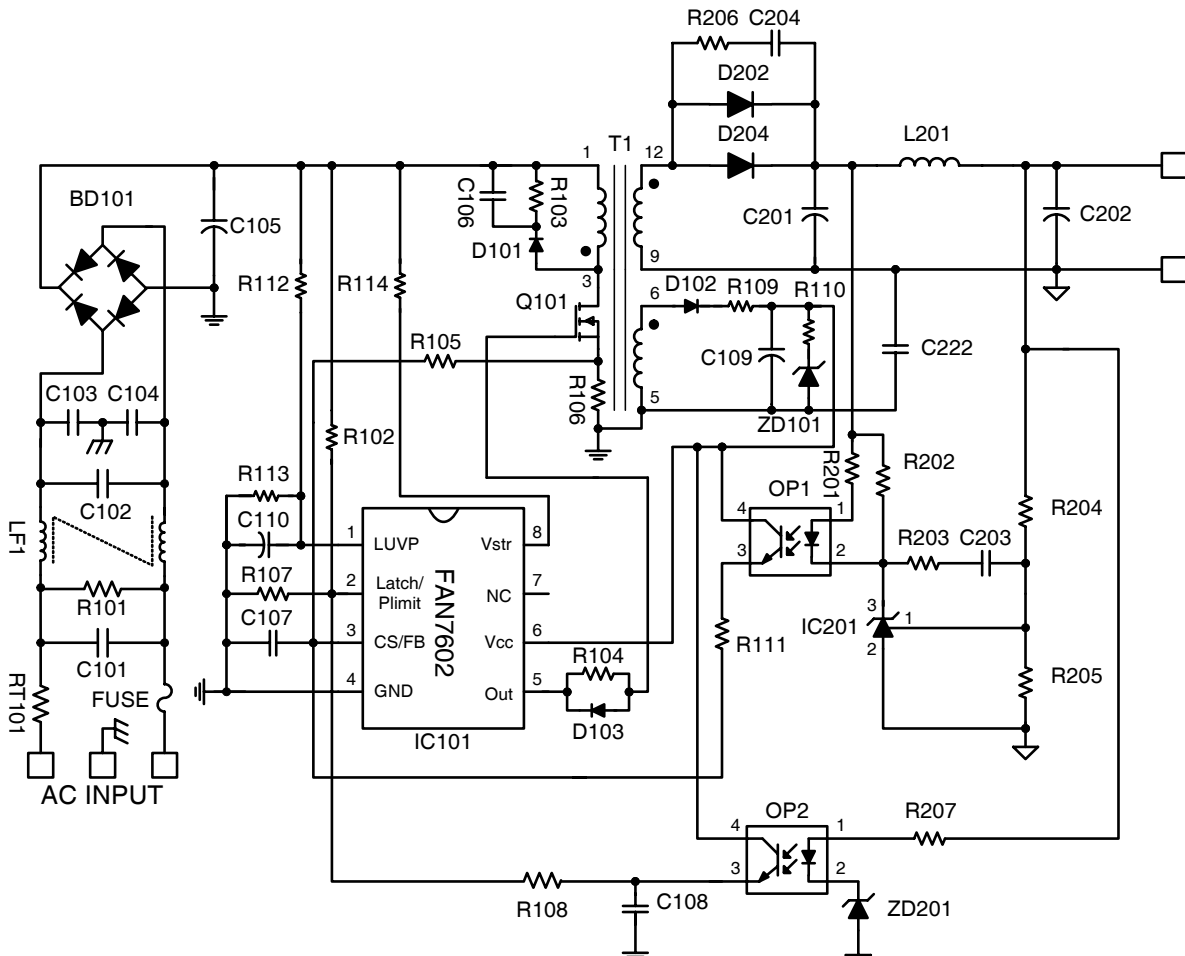 R206 C204
D202
D204
L201
T1
1
12
BD101
C105
C106
R103
D101
C201
C202
3
9
R112
R114
Q101
D102
R109
R110
6
R105
C109
C222
R106
5
ZD101
C103 C104
R102
R201
R202
C102
LF1
R113
C110
OP1
4
1
3
2
R203 C203
R204
1
LUVP
Vstr
8
R107
2
Latch/
Plimit
FAN7602
NC
7
R101
C107
3
CS/FB
Vcc
6
R111
IC201
3
1
2
C101
R104
R205
RT101
FUSE
4
GND
Out
5
D103
IC101
AC INPUT
OP2
4
1
3
2
R207
R108
C108
ZD201